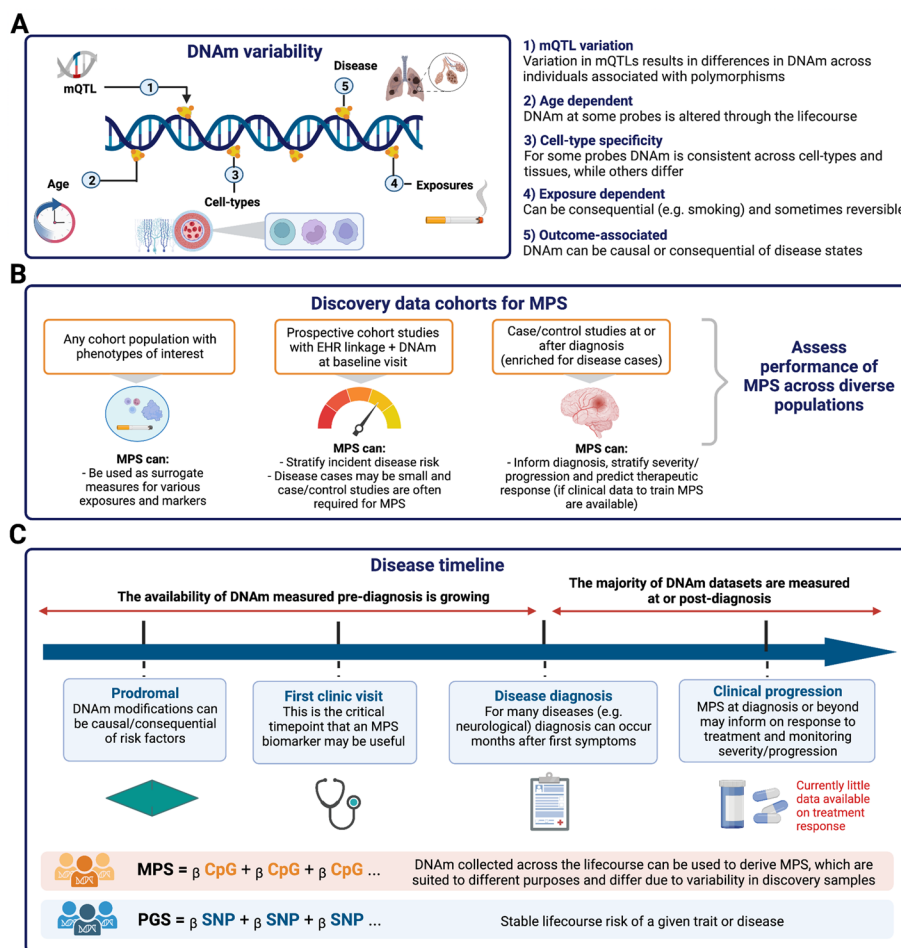 A
DNAm variability
mQTL
1
Disease
5
Age
2
3
Cell-types
4
Exposures
1) mQTL variation
Variation in mQTLs results in differences in DNAm across
individuals associated with polymorphisms
2) Age dependent
DNAm at some probes is altered through the lifecourse
3) Cell-type specificity
For some probes DNAm is consistent across cell-types and
tissues, while others differ
4) Exposure dependent
Can be consequential (e.g. smoking) and sometimes reversible
5) Outcome-associated
DNAm can be causal or consequential of disease states
B
Discovery data cohorts for MPS
Any cohort population with
phenotypes of interest
MPS can:
- Be used as surrogate
measures for various
exposures and markers
Prospective cohort studies
with EHR linkage + DNAm
at baseline visit
MPS can:
- Stratify incident disease risk
- Disease cases may be small and
case/control studies are often
required for MPS
Case/control studies at or
after diagnosis
(enriched for disease cases)
MPS can:
- Inform diagnosis, stratify severity/
progression and predict therapeutic
response (if clinical data to train MPS
are available)
Assess
performance of
MPS across diverse
populations
C
Disease timeline
The availability of DNAm measured pre-diagnosis is growing
The majority of DNAm datasets are measured
at or post-diagnosis
Prodromal
DNAm modifications can
be causal/consequential
of risk factors
First clinic visit
This is the critical
timepoint that an MPS
biomarker may be useful
Disease diagnosis
For many diseases (e.g.
neurological) diagnosis can occur
months after first symptoms
Clinical progression
MPS at diagnosis or beyond
may inform on response to
treatment and monitoring
severity/progression
Currently little
data available
on treatment
response
MPS = β CpG + β CpG + β CpG ...
DNAm collected across the lifecourse can be used to derive MPS, which are
suited to different purposes and differ due to variability in discovery samples
PGS = β SNP + β SNP + β SNP ...
Stable lifecourse risk of a given trait or disease